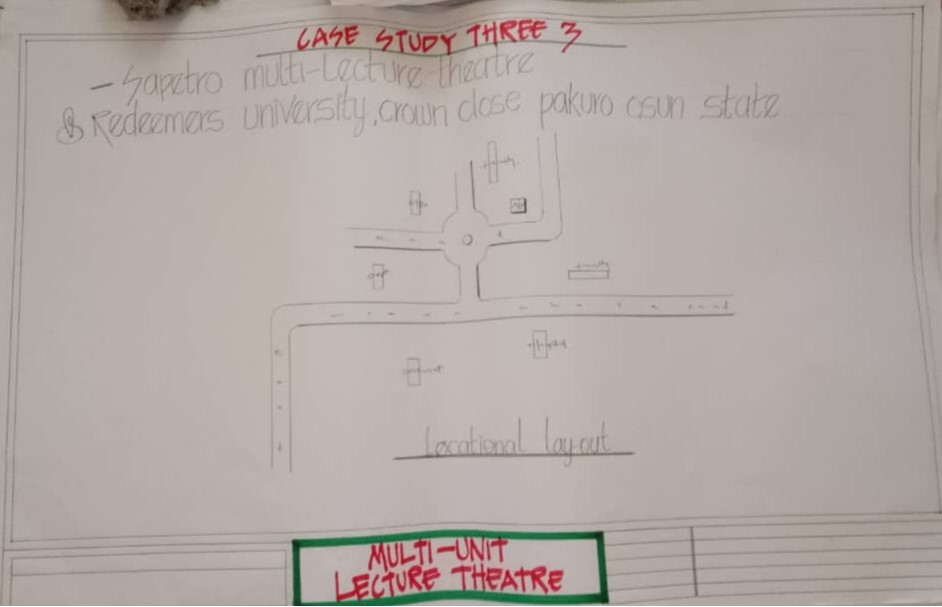 CASE STUDY THREE 3
- Sapetro multi-Lecture theatre
Redeemers university, crown close pakuro osun state
Locational layout
MULTI-UNIT
LECTURE THEATRE